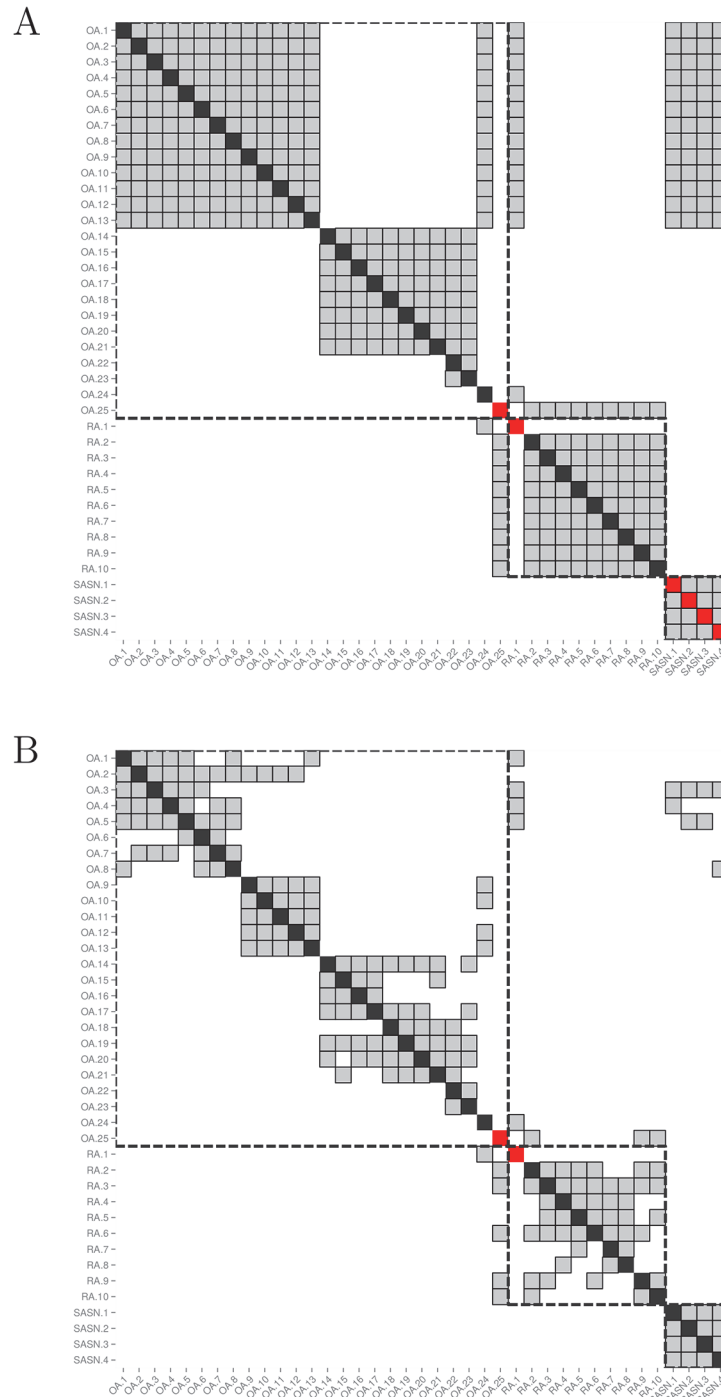 A
OA.1
OA.2
OA.3
OA.4
OA.5
OA.6
OA.7
OA.8
OA.9
OA.10
OA.11
OA.12
OA.13
OA.14
OA.15
OA.16
OA.17
OA.18
OA.19
OA.20
OA.21
OA.22
OA.23
OA.24
OA.25
RA.1
RA.2
RA.3
RA.4
RA.5
RA.6
RA.7
RA.8
RA.9
RA.10
SASN.1
SASN.2
SASN.3
SASN.4
OA.1 OA.2 OA.3 OA.4 OA.5 OA.6 OA.7 OA.8 OA.9 OA.10 OA.11 OA.12 OA.13 OA.14 OA.15 OA.16 OA.17 OA.18 OA.19 OA.20 OA.21 OA.22 OA.23 OA.24 OA.25 RA.1 RA.2 RA.3 RA.4 RA.5 RA.6 RA.7 RA.8 RA.9 RA.10 SASN.1 SASN.2 SASN.3 SASN.4
B
OA.1
OA.2
OA.3
OA.4
OA.5
OA.6
OA.7
OA.8
OA.9
OA.10
OA.11
OA.12
OA.13
OA.14
OA.15
OA.16
OA.17
OA.18
OA.19
OA.20
OA.21
OA.22
OA.23
OA.24
OA.25
RA.1
RA.2
RA.3
RA.4
RA.5
RA.6
RA.7
RA.8
RA.9
RA.10
SASN.1
SASN.2
SASN.3
SASN.4
OA.1 OA.2 OA.3 OA.4 OA.5 OA.6 OA.7 OA.8 OA.9 OA.10 OA.11 OA.12 OA.13 OA.14 OA.15 OA.16 OA.17 OA.18 OA.19 OA.20 OA.21 OA.22 OA.23 OA.24 OA.25 RA.1 RA.2 RA.3 RA.4 RA.5 RA.6 RA.7 RA.8 RA.9 RA.10 SASN.1 SASN.2 SASN.3 SASN.4